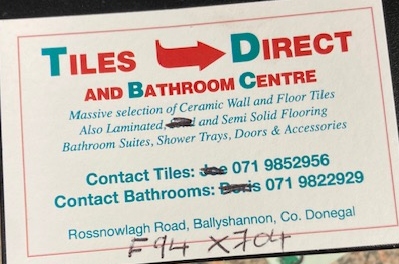 TILES DIRECT
AND BATHROOM CENTRE
Massive selection of Ceramic Wall and Floor Tiles
Also Laminated, and Semi Solid Flooring
Bathroom Suites, Shower Trays, Doors & Accessories
Contact Tiles: Joe 071 9852956
Contact Bathrooms: Boris 071 9822929
Rossnowlagh Road, Ballyshannon, Co. Donegal
F94 X704